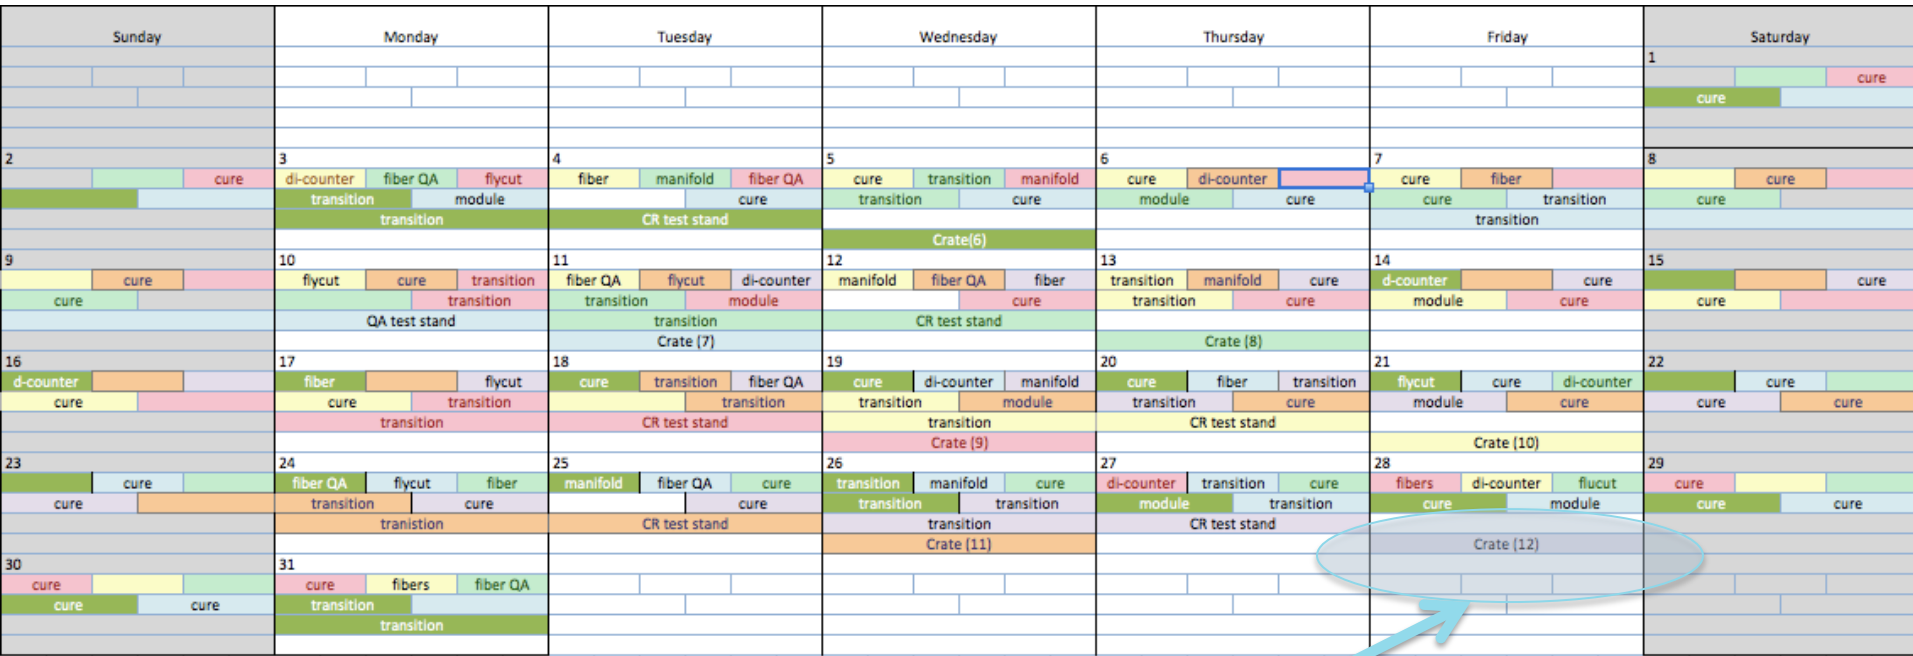 Sunday Monday Tuesday Wednesday Thursday Friday Saturday
1
cure
cure
2 3 4 5 6 7 8
cure di-counter fiber QA flycut fiber manifold fiber QA cure transition manifold cure di-counter cure fiber cure
transition module cure transition cure module cure cure transition cure
transition CR test stand transition
Crate(6)
9 10 11 12 13 14 15
cure flycut cure transition fiber QA flycut di-counter manifold fiber QA fiber transition manifold cure d-counter cure cure
cure transition transition module cure transition cure module cure cure
QA test stand transition CR test stand
Crate (7) Crate (8)
16 17 18 19 20 21 22
d-counter fiber flycut cure transition fiber QA cure di-counter manifold cure fiber transition flycut cure di-counter cure
cure cure transition transition transition module transition cure module cure cure cure
transition CR test stand transition CR test stand
Crate (9) Crate (10)
23 24 25 26 27 28 29
cure fiber QA flycut fiber manifold fiber QA cure transition manifold cure di-counter transition cure fibers di-counter flucut cure
cure transition cure cure transition transition module transition cure module cure cure
tranistion CR test stand transition CR test stand
Crate (11) Crate (12)
30 31
cure cure fibers fiber QA
cure cure transition
transition